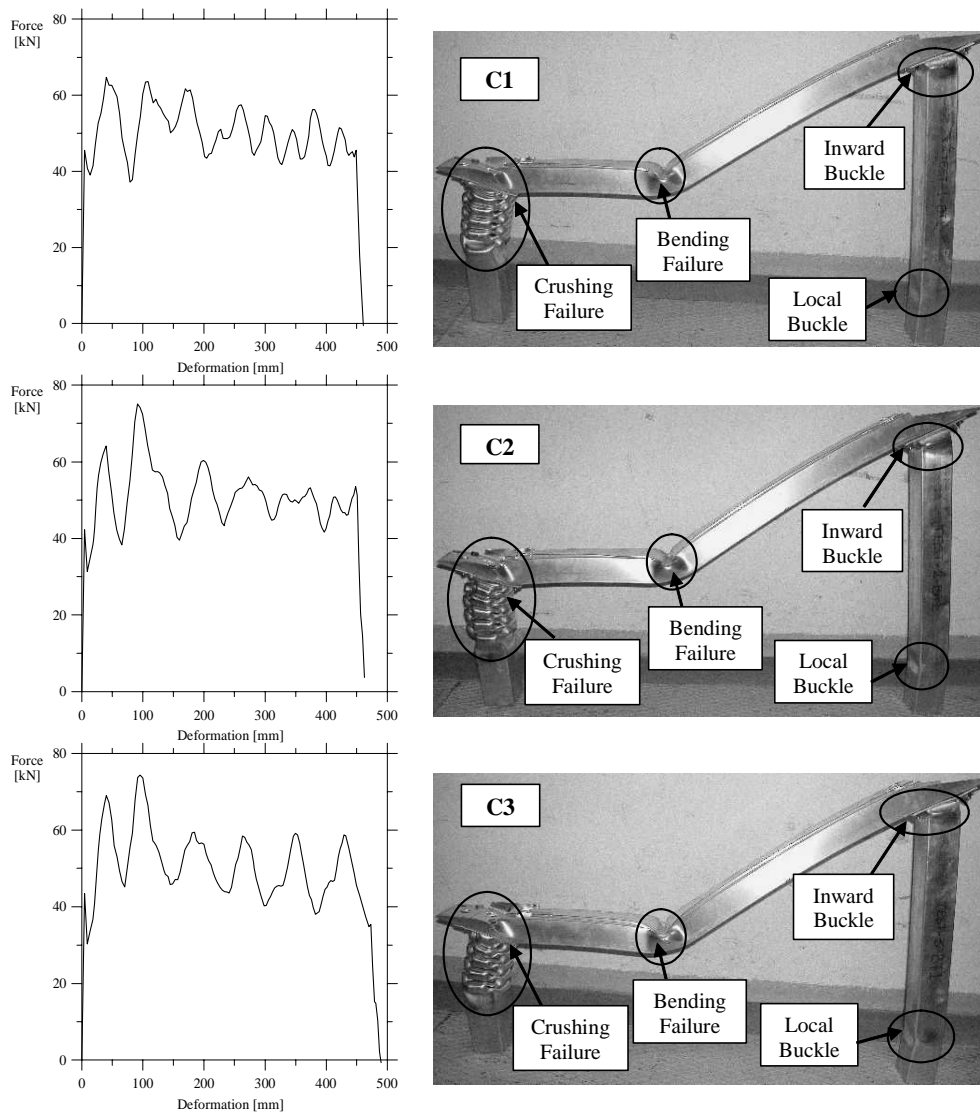 Force
[kN]
80
60
40
20
0
0
100
200
300
400
500
Deformation [mm]
C1
Inward
Buckle
Bending
Failure
Crushing
Failure
Local
Buckle
Force
[kN]
80
60
40
20
0
0
100
200
300
400
500
Deformation [mm]
C2
Inward
Buckle
Bending
Failure
Crushing
Failure
Local
Buckle
Force
[kN]
80
60
40
20
0
0
100
200
300
400
500
Deformation [mm]
C3
Inward
Buckle
Bending
Failure
Crushing
Failure
Local
Buckle